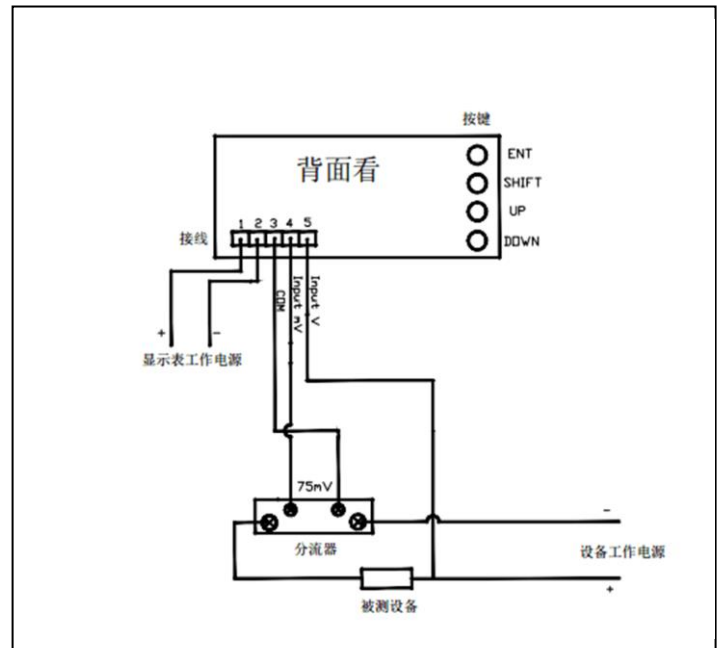 按键
背面看
ENT
SHIFT
UP
DOWN
接线
1 2 3 4 5
COM
Input mV
Input V
+
-
显示表工作电源
75mV
分流器
-
设备工作电源
+
被测设备